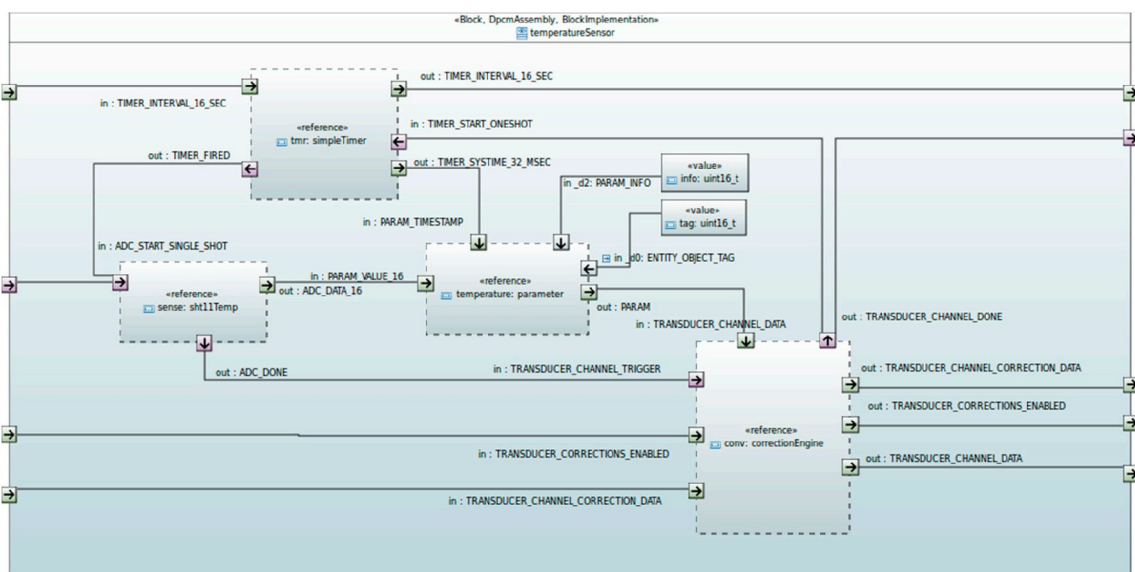 «Block, DpcmAssembly, BlockImplementation»
temperatureSensor
out : TIMER_INTERVAL_16_SEC
in : TIMER_INTERVAL_16_SEC
in : TIMER_START_ONESHOT
«reference»
tmr: simpleTimer
out : TIMER_FIRED
out : TIMER_SYSTIME_32_MSEC
«value»
info: uint16_t
in _d2: PARAM_INFO
«value»
tag: uint16_t
in : PARAM_TIMESTAMP
in : ADC_START_SINGLE_SHOT
in _d0: ENTITY_OBJECT_TAG
in : PARAM_VALUE_16
out : ADC_DATA_16
«reference»
sense: sht11Temp
«reference»
temperature: parameter
out : PARAM
in : TRANSDUCER_CHANNEL_DATA
out : TRANSDUCER_CHANNEL_DONE
out : ADC_DONE
in : TRANSDUCER_CHANNEL_TRIGGER
out : TRANSDUCER_CHANNEL_CORRECTION_DATA
out : TRANSDUCER_CORRECTIONS_ENABLED
«reference»
conv: correctionEngine
in : TRANSDUCER_CORRECTIONS_ENABLED
out : TRANSDUCER_CHANNEL_DATA
in : TRANSDUCER_CHANNEL_CORRECTION_DATA